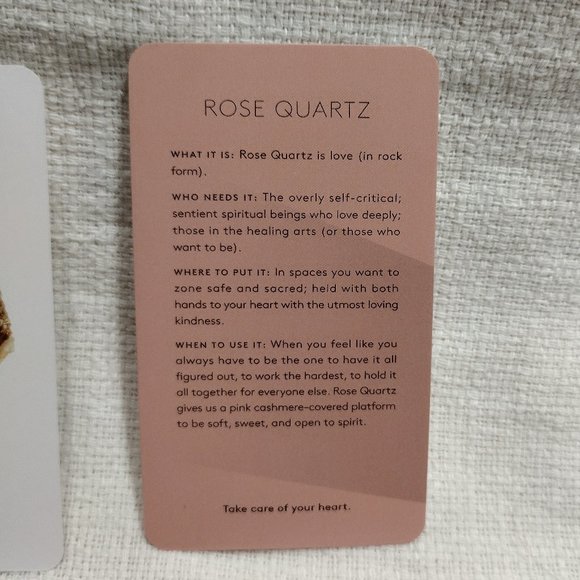 ROSE QUARTZ
WHAT IT IS: Rose Quartz is love (in rock
form).
WHO NEEDS IT: The overly self-critical;
sentient spiritual beings who love deeply;
those in the healing arts (or those who
want to be).
WHERE TO PUT IT: In spaces you want to
zone safe and sacred; held with both
hands to your heart with the utmost loving
kindness.
WHEN TO USE IT: When you feel like you
always have to be the one to have it all
figured out, to work the hardest, to hold it
all together for everyone else. Rose Quartz
gives us a pink cashmere-covered platform
to be soft, sweet, and open to spirit.
Take care of your heart.